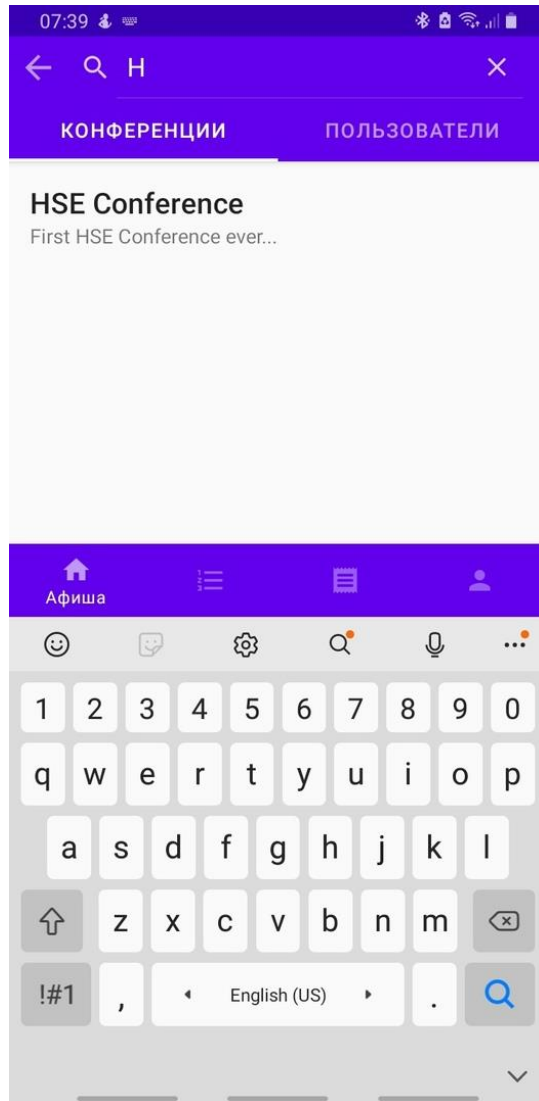 07:39
H
КОНФЕРЕНЦИИ ПОЛЬЗОВАТЕЛИ
HSE Conference
First HSE Conference ever...
Афиша
1 2 3 4 5 6 7 8 9 0
q w e r t y u i o p
a s d f g h j k l
z x c v b n m
!#1 , English (US) .